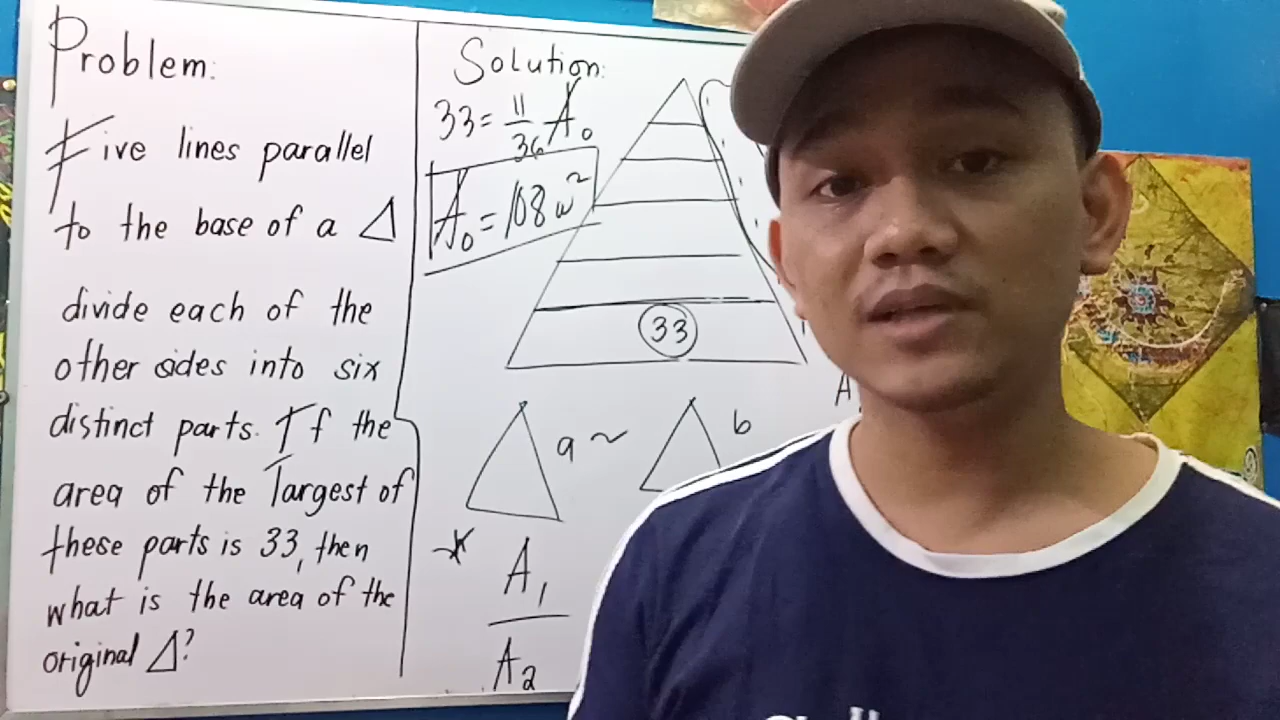 Problem:
Five lines parallel
to the base of a △
divide each of the
other sides into six
distinct parts. If the
area of the largest of
these parts is 33, then
what is the area of the
original △?
Solution:
33 = 11/36 A₀
A₀ = 108 u²
33
a ~ b
A
* A₁
A₂